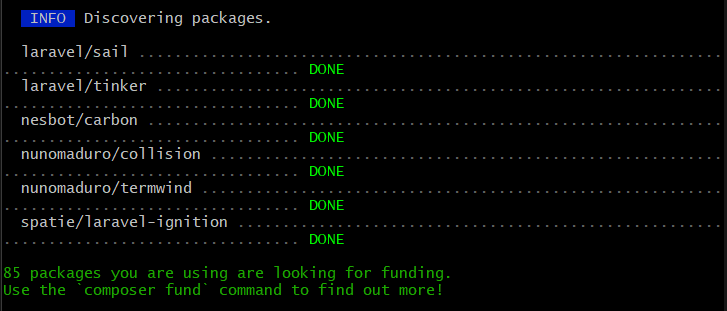 INFO Discovering packages.
laravel/sail ................................................................
................................. DONE
laravel/tinker ..............................................................
................................. DONE
nesbot/carbon ...............................................................
................................. DONE
nunomaduro/collision ........................................................
................................. DONE
nunomaduro/termwind .........................................................
................................. DONE
spatie/laravel-ignition .....................................................
................................. DONE
85 packages you are using are looking for funding.
Use the `composer fund` command to find out more!